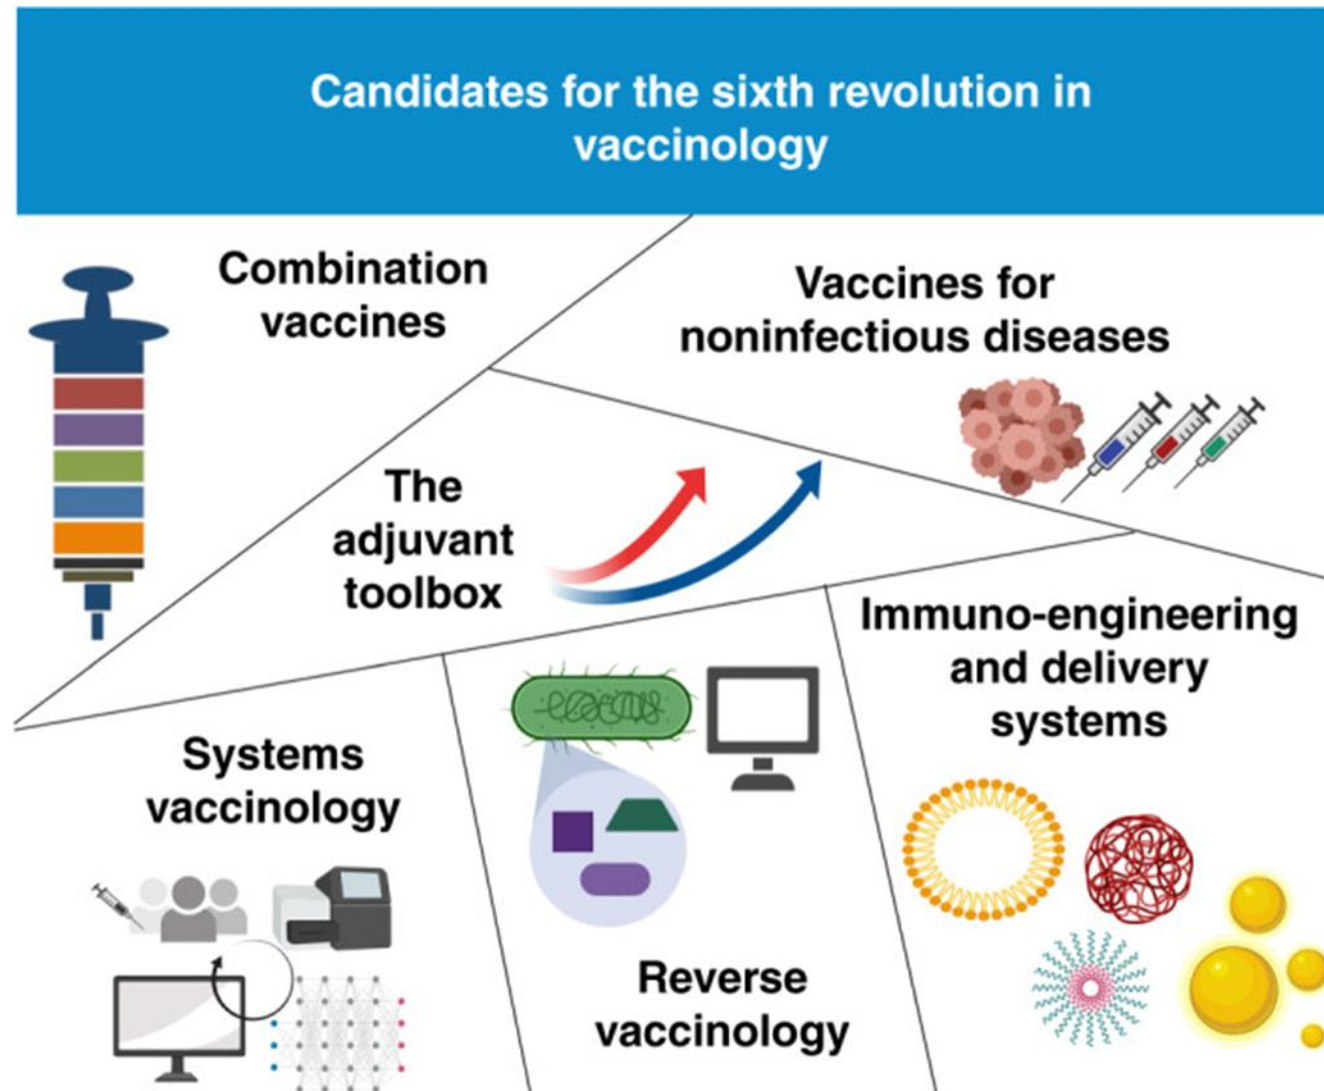 Candidates for the sixth revolution in
vaccinology
Combination
vaccines
Vaccines for
noninfectious diseases
The
adjuvant
toolbox
Immuno-engineering
and delivery
systems
Systems
vaccinology
Reverse
vaccinology